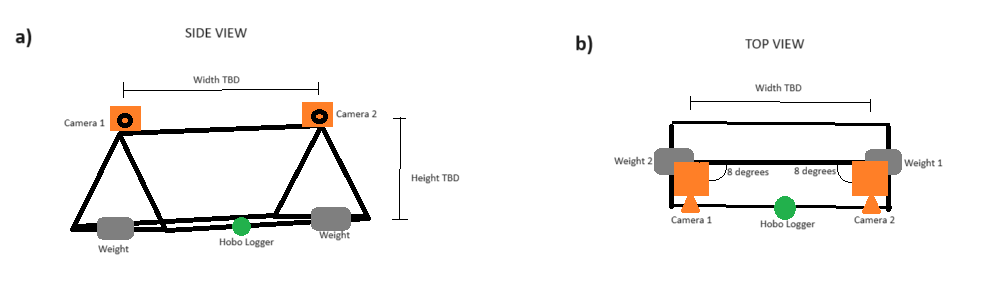 a)
SIDE VIEW
Width TBD
Camera 1
Camera 2
Height TBD
Weight
Hobo Logger
Weight
b)
TOP VIEW
Width TBD
Weight 2
Weight 1
8 degrees
8 degrees
Camera 1
Hobo Logger
Camera 2